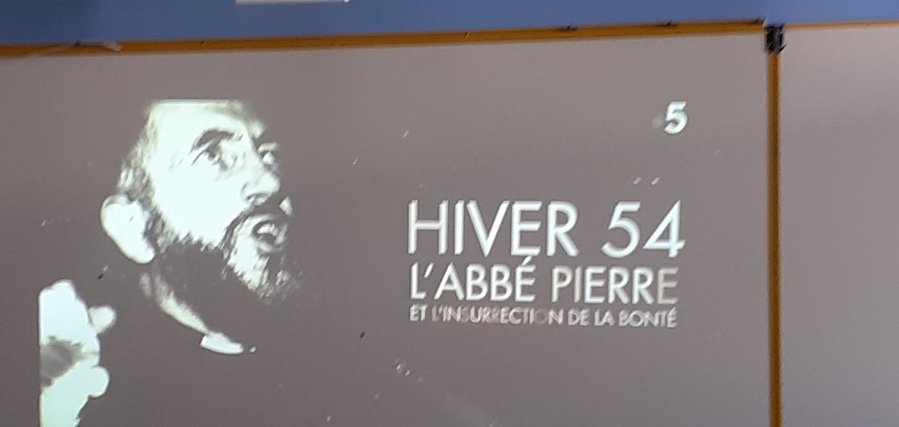 5
HIVER 54
L'ABBÉ PIERRE
ET L'INSURRECTION DE LA BONTÉ